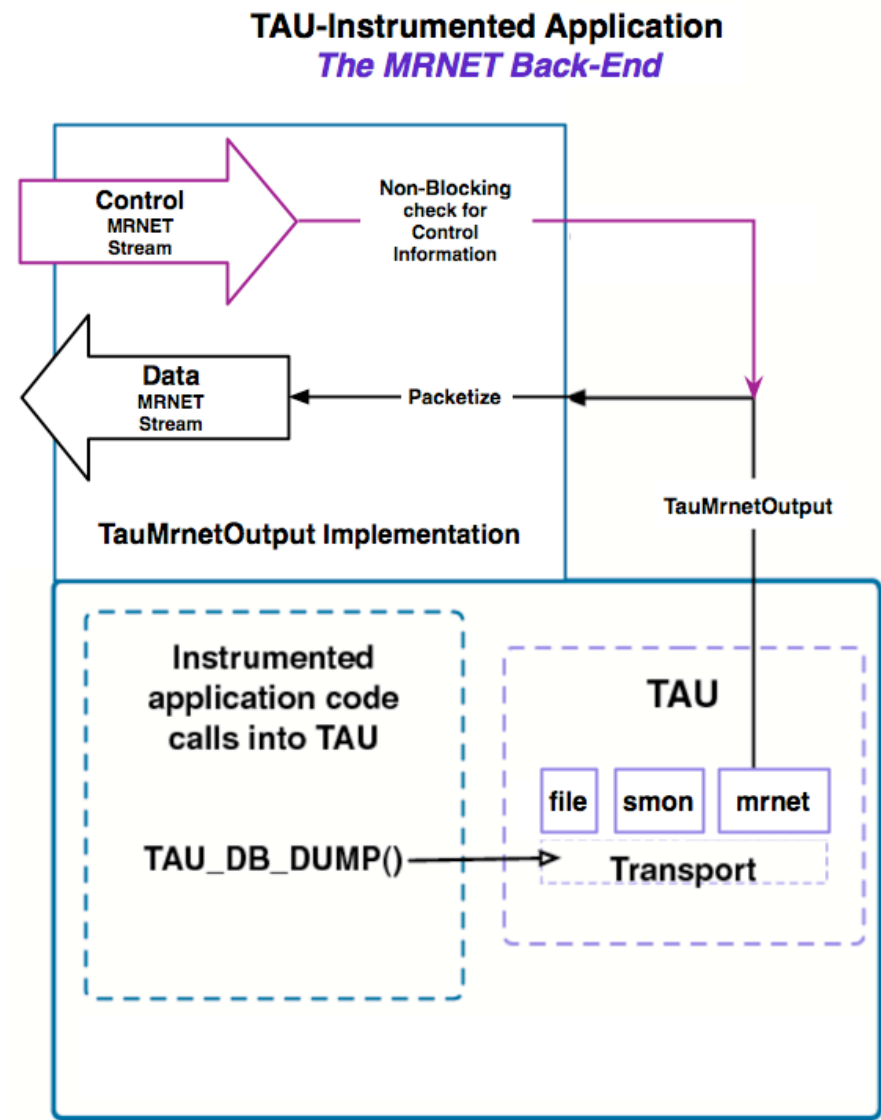 TAU-Instrumented Application
The MRNET Back-End
Control
MRNET
Stream
Non-Blocking
check for
Control
Information
Data
MRNET
Stream
Packetize
TauMrnetOutput
TauMrnetOutput Implementation
Instrumented
application code
calls into TAU
TAU_DB_DUMP()
TAU
file
smon
mrnet
Transport